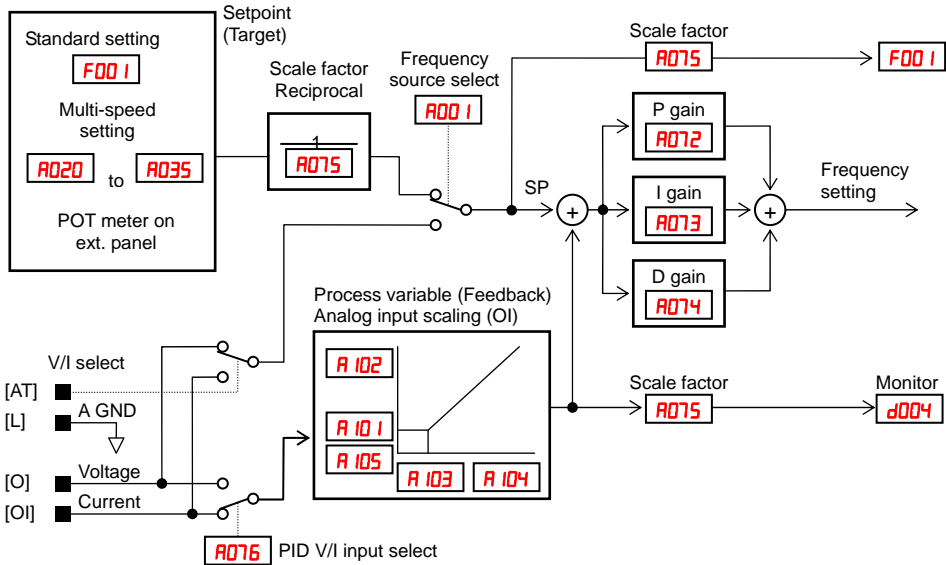 Setpoint
(Target)
Standard setting
F001
Multi-speed
setting
A020 to A035
POT meter on
ext. panel
Scale factor
Reciprocal
1
A075
Frequency
source select
A001
Scale factor
A075
F001
SP
+
P gain
A072
I gain
A073
D gain
A074
+
Frequency
setting
Process variable (Feedback)
Analog input scaling (OI)
A102
A101
A105
A103
A104
Scale factor
A075
Monitor
d004
V/I select
[AT]
[L] A GND
[O] Voltage
[OI] Current
A076 PID V/I input select